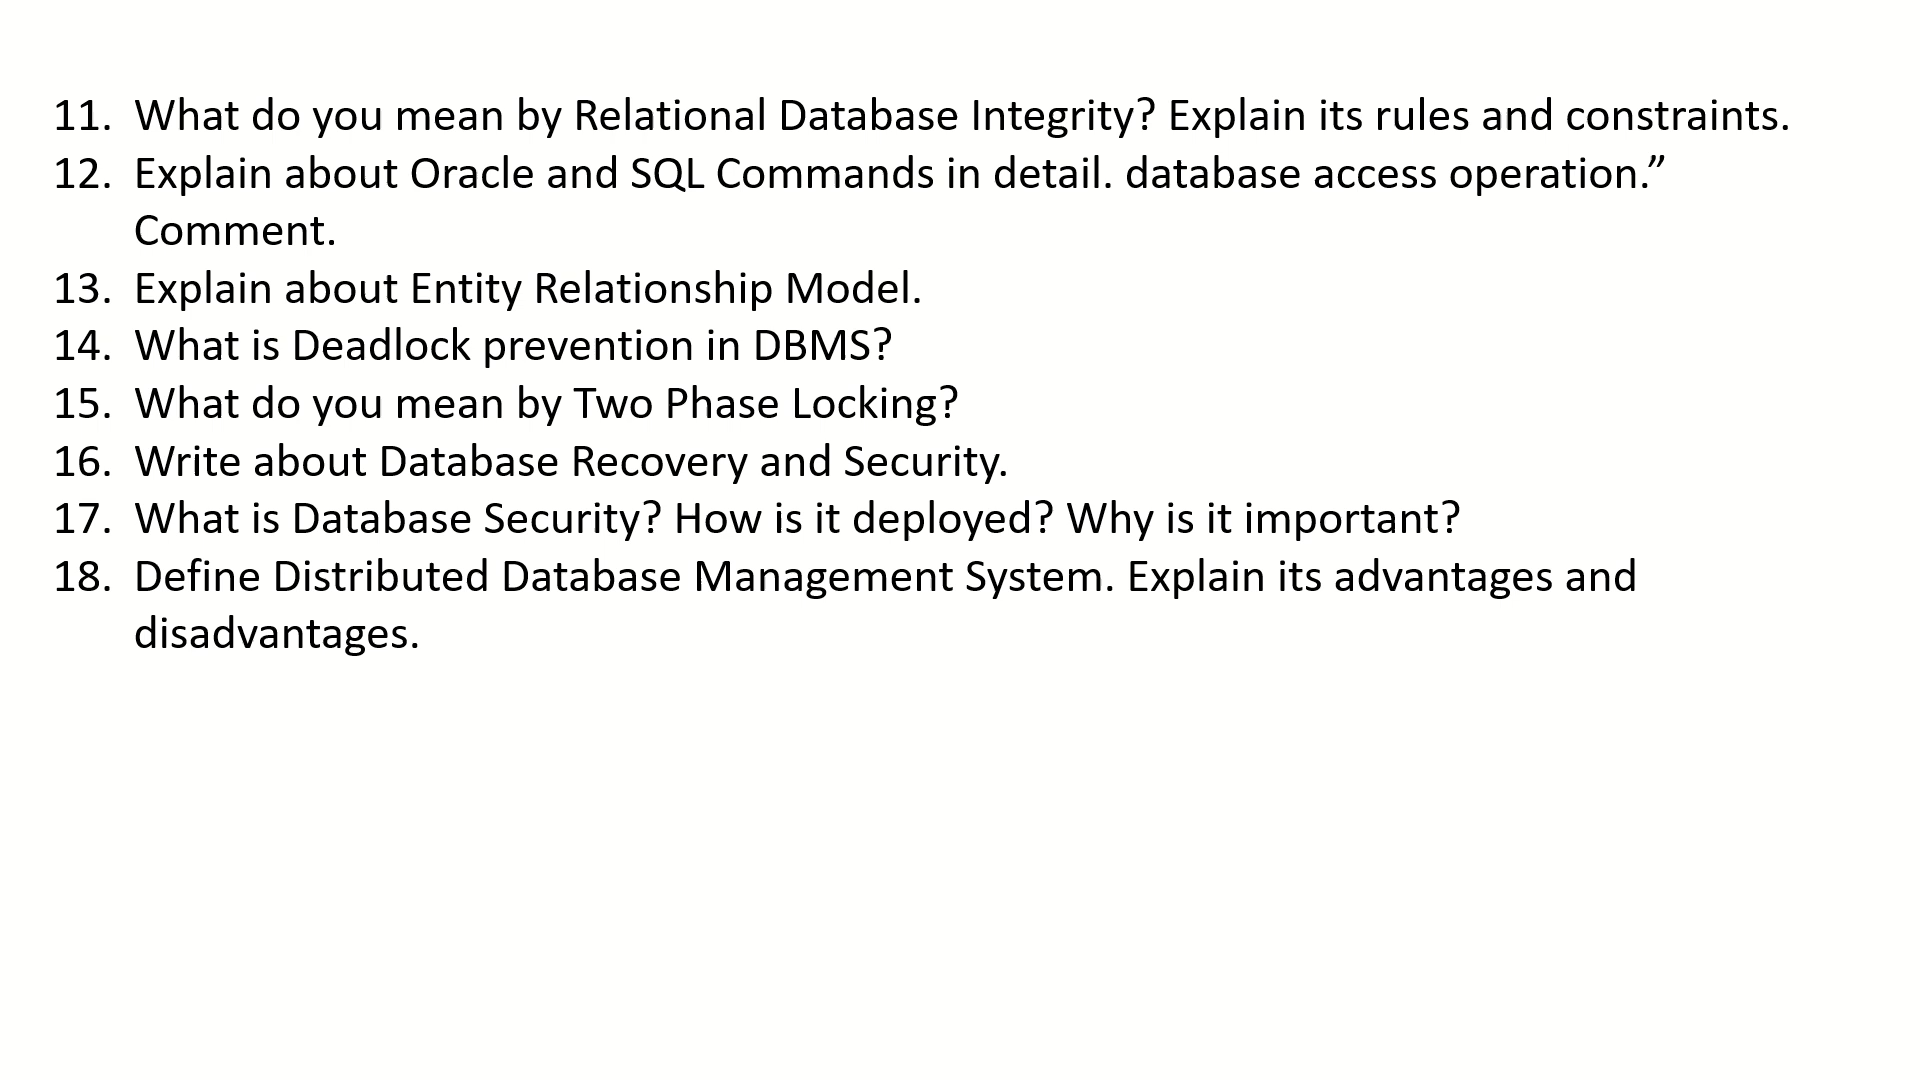 11. What do you mean by Relational Database Integrity? Explain its rules and constraints.
12. Explain about Oracle and SQL Commands in detail. database access operation.”
Comment.
13. Explain about Entity Relationship Model.
14. What is Deadlock prevention in DBMS?
15. What do you mean by Two Phase Locking?
16. Write about Database Recovery and Security.
17. What is Database Security? How is it deployed? Why is it important?
18. Define Distributed Database Management System. Explain its advantages and
disadvantages.